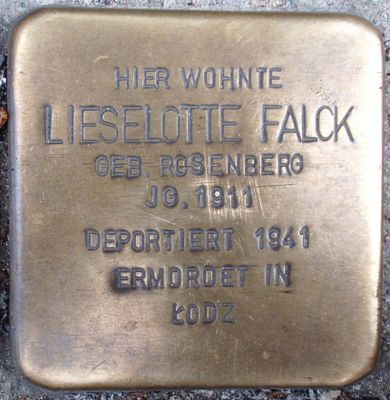 HIER WOHNTE
LIESELOTTE FALCK
GEB. ROSENBERG
JG. 1911
DEPORTIERT 1941
ERMORDET IN
ŁODZ